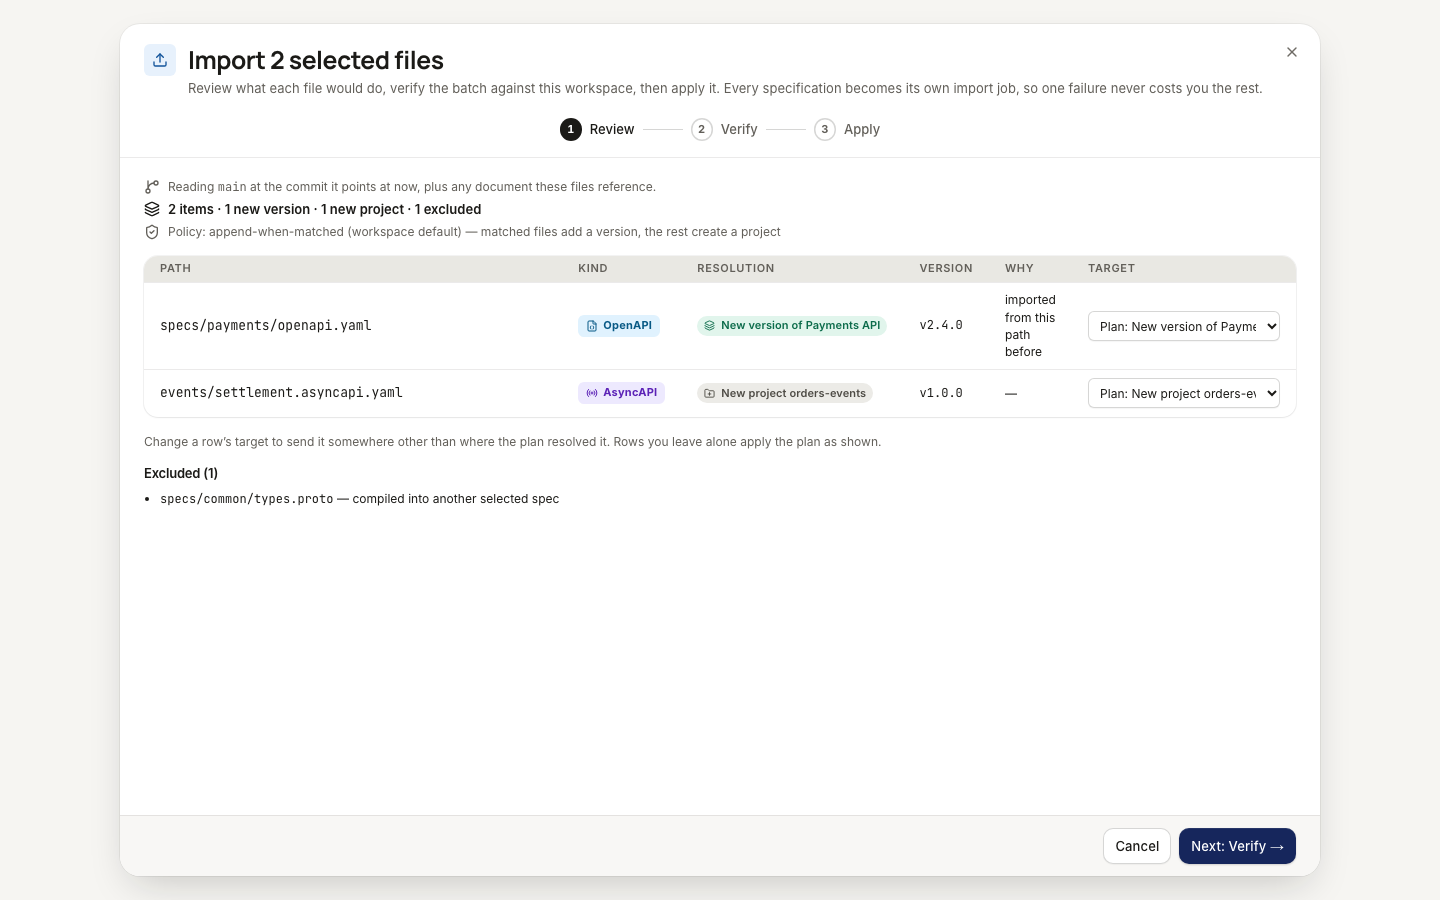 Import 2 selected files
Review what each file would do, verify the batch against this workspace, then apply it. Every specification becomes its own import job, so one failure never costs you the rest.
1 Review 2 Verify 3 Apply
Reading main at the commit it points at now, plus any document these files reference.
2 items · 1 new version · 1 new project · 1 excluded
Policy: append-when-matched (workspace default) — matched files add a version, the rest create a project
PATH KIND RESOLUTION VERSION WHY TARGET
specs/payments/openapi.yaml OpenAPI New version of Payments API v2.4.0 imported from this path before Plan: New version of Payme
events/settlement.asyncapi.yaml AsyncAPI New project orders-events v1.0.0 — Plan: New project orders-ev
Change a row’s target to send it somewhere other than where the plan resolved it. Rows you leave alone apply the plan as shown.
Excluded (1)
• specs/common/types.proto — compiled into another selected spec
Cancel Next: Verify →